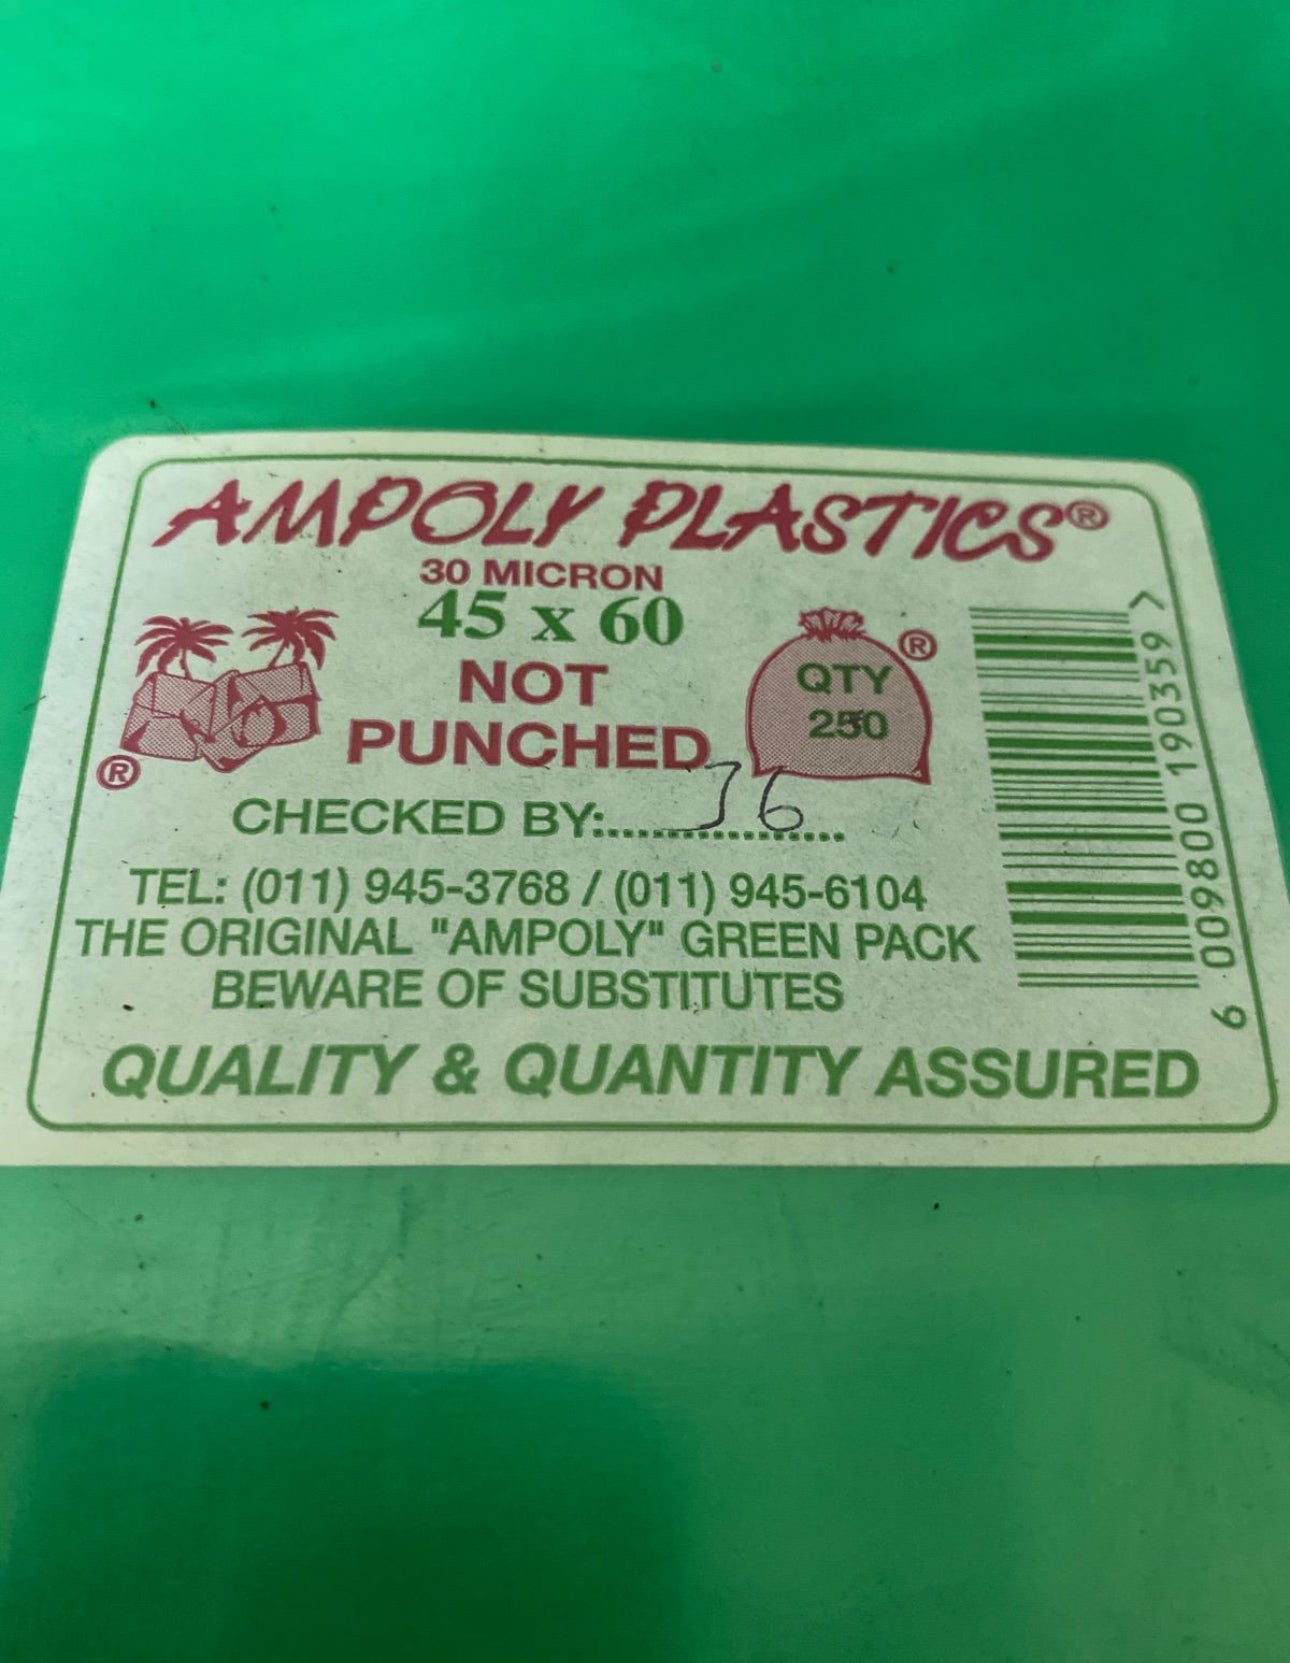 AMPOLY PLASTICS®
30 MICRON
45 x 60
NOT
PUNCHED
®
QTY
250
®
CHECKED BY:..................
TEL: (011) 945-3768 / (011) 945-6104
THE ORIGINAL "AMPOLY" GREEN PACK
BEWARE OF SUBSTITUTES
QUALITY & QUANTITY ASSURED
6 009800 190359 >